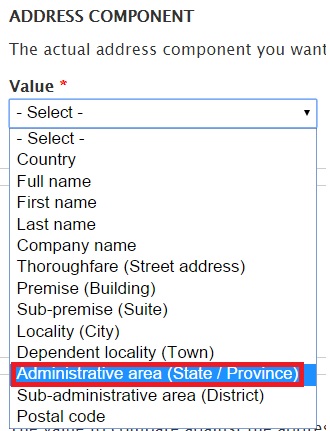 ADDRESS COMPONENT
The actual address component you want
Value *
- Select -
- Select -
Country
Full name
First name
Last name
Company name
Thoroughfare (Street address)
Premise (Building)
Sub-premise (Suite)
Locality (City)
Dependent locality (Town)
Administrative area (State / Province)
Sub-administrative area (District)
Postal code